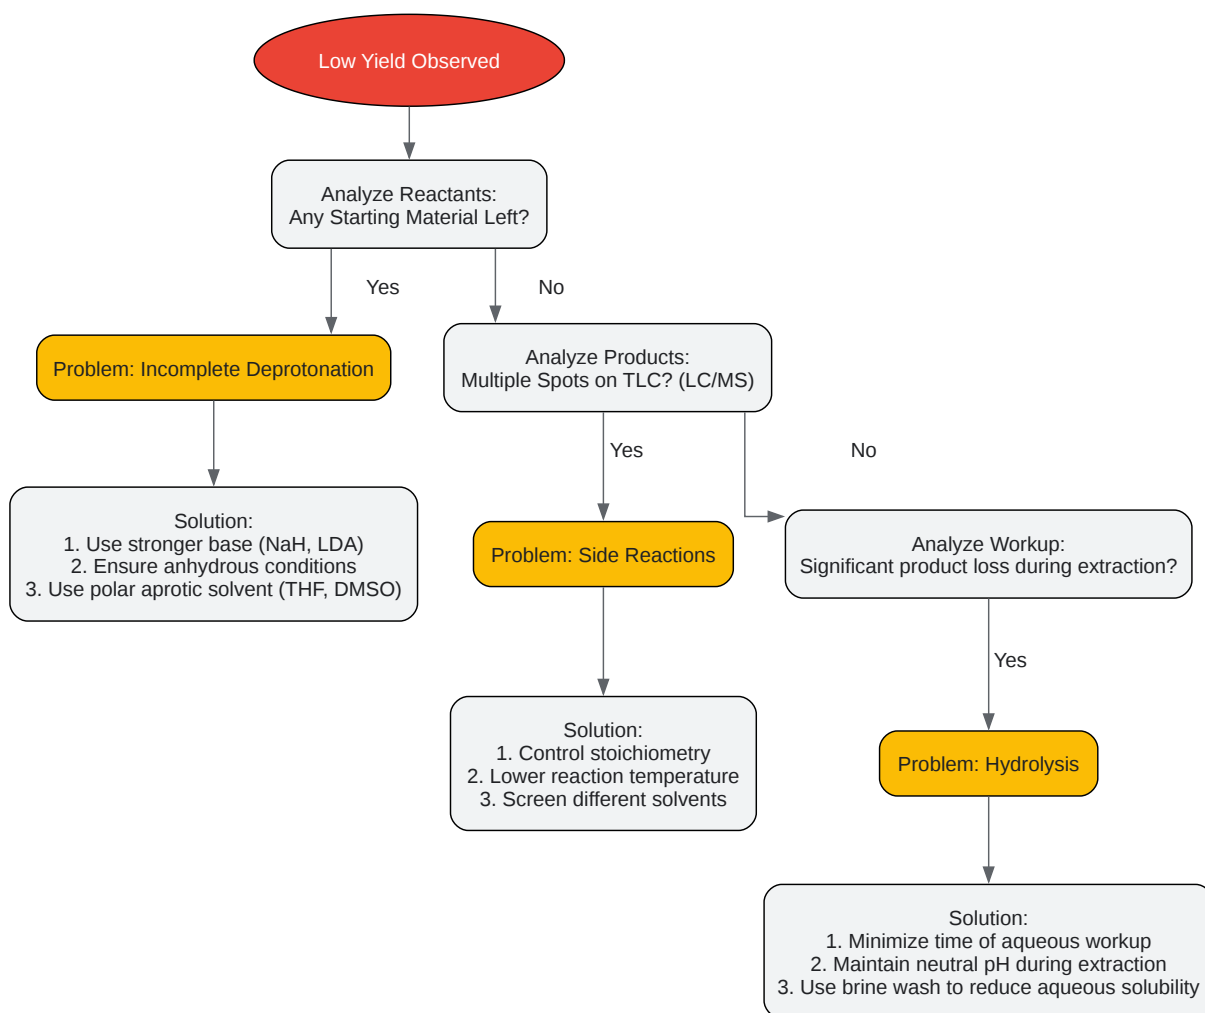 Low Yield Observed
Analyze Reactants:
Any Starting Material Left?
Yes
No
Problem: Incomplete Deprotonation
Analyze Products:
Multiple Spots on TLC? (LC/MS)
Yes
No
Solution:
1. Use stronger base (NaH, LDA)
2. Ensure anhydrous conditions
3. Use polar aprotic solvent (THF, DMSO)
Problem: Side Reactions
Analyze Workup:
Significant product loss during extraction?
Yes
Solution:
1. Control stoichiometry
2. Lower reaction temperature
3. Screen different solvents
Problem: Hydrolysis
Solution:
1. Minimize time of aqueous workup
2. Maintain neutral pH during extraction
3. Use brine wash to reduce aqueous solubility